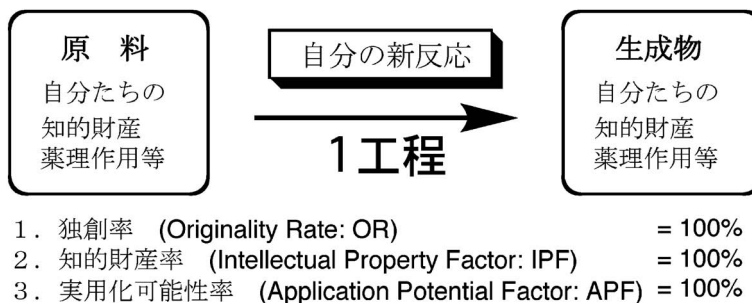 原　料
自分たちの
知的財産
薬理作用等
自分の新反応
1工程
生成物
自分たちの
知的財産
薬理作用等
1．独創率　(Originality Rate: OR)　= 100%
2．知的財産率　(Intellectual Property Factor: IPF)　= 100%
3．実用化可能性率　(Application Potential Factor: APF)　= 100%